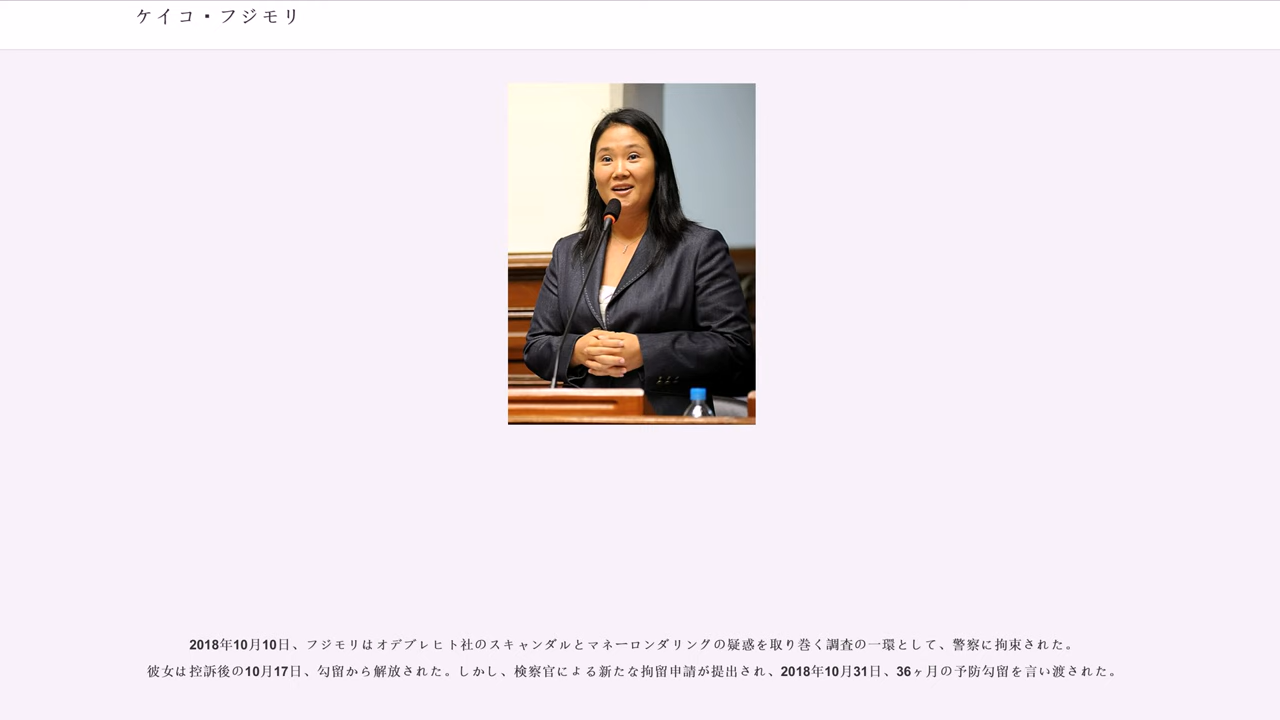 ケイコ・フジモリ
2018年10月10日、フジモリはオデブレヒト社のスキャンダルとマネーロンダリングの疑惑を取り巻く調査の一環として、警察に拘束された。
彼女は控訴後の10月17日、勾留から解放された。しかし、検察官による新たな拘留申請が提出され、2018年10月31日、36ヶ月の予防勾留を言い渡された。